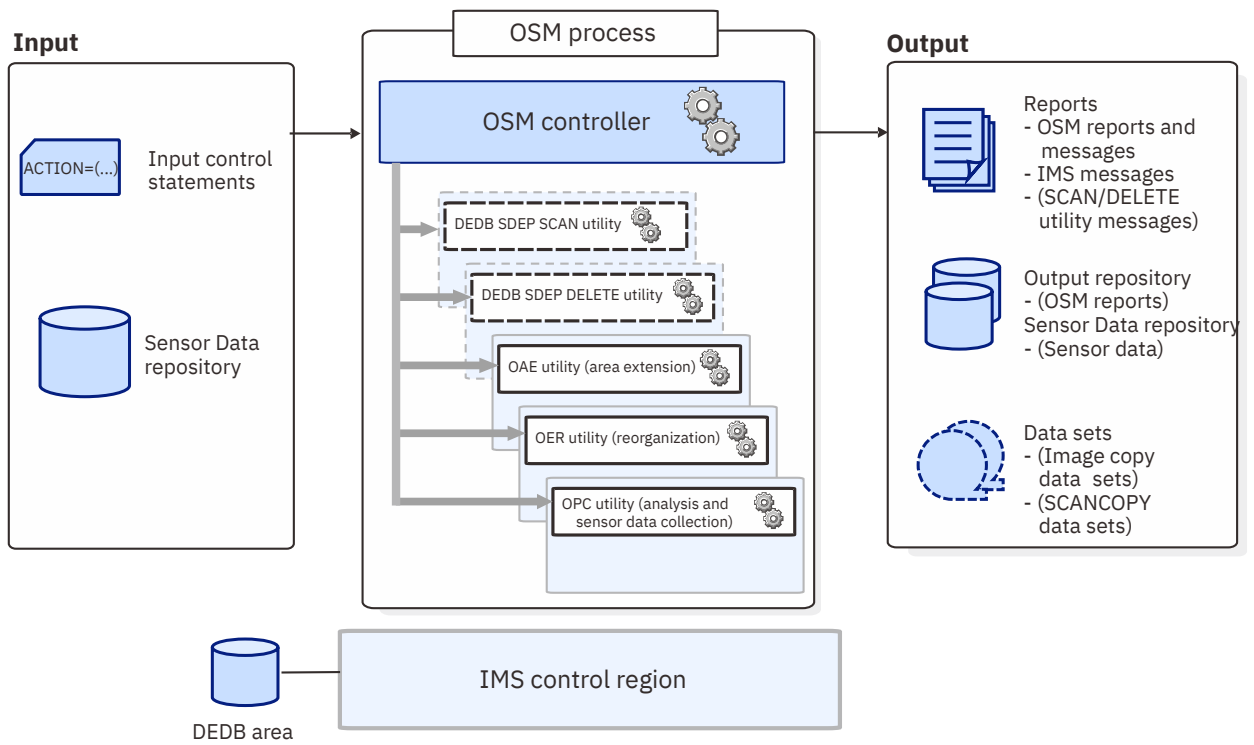 Input
ACTION=(...)
Input control
statements
Sensor Data
repository
OSM process
OSM controller
DEDB SDEP SCAN utility
DEDB SDEP DELETE utility
OAE utility (area extension)
OER utility (reorganization)
OPC utility (analysis and
sensor data collection)
Output
Reports
- OSM reports and
messages
- IMS messages
- (SCAN/DELETE
utility messages)
Output repository
- (OSM reports)
Sensor Data repository
- (Sensor data)
Data sets
- (Image copy
data sets)
- (SCANCOPY
data sets)
IMS control region
DEDB area